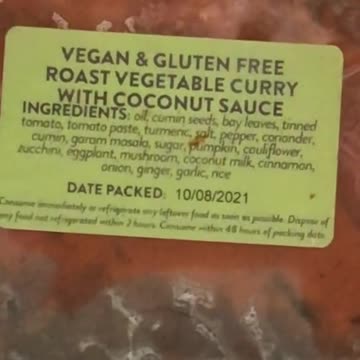 VEGAN & GLUTEN FREE
ROAST VEGETABLE CURRY
WITH COCONUT SAUCE
INGREDIENTS: oil, cumin seeds, bay leaves, tinned
tomato, tomato paste, turmeric, salt, pepper, coriander,
cumin, garam masala, sugar, pumpkin, cauliflower,
zucchini, eggplant, mushroom, coconut milk, cinnamon,
onion, ginger, garlic, rice
DATE PACKED: 10/08/2021
Consume immediately or refrigerate any leftover food as soon as possible. Dispose of
any food not refrigerated within 2 hours. Consume within 48 hours of packing date.